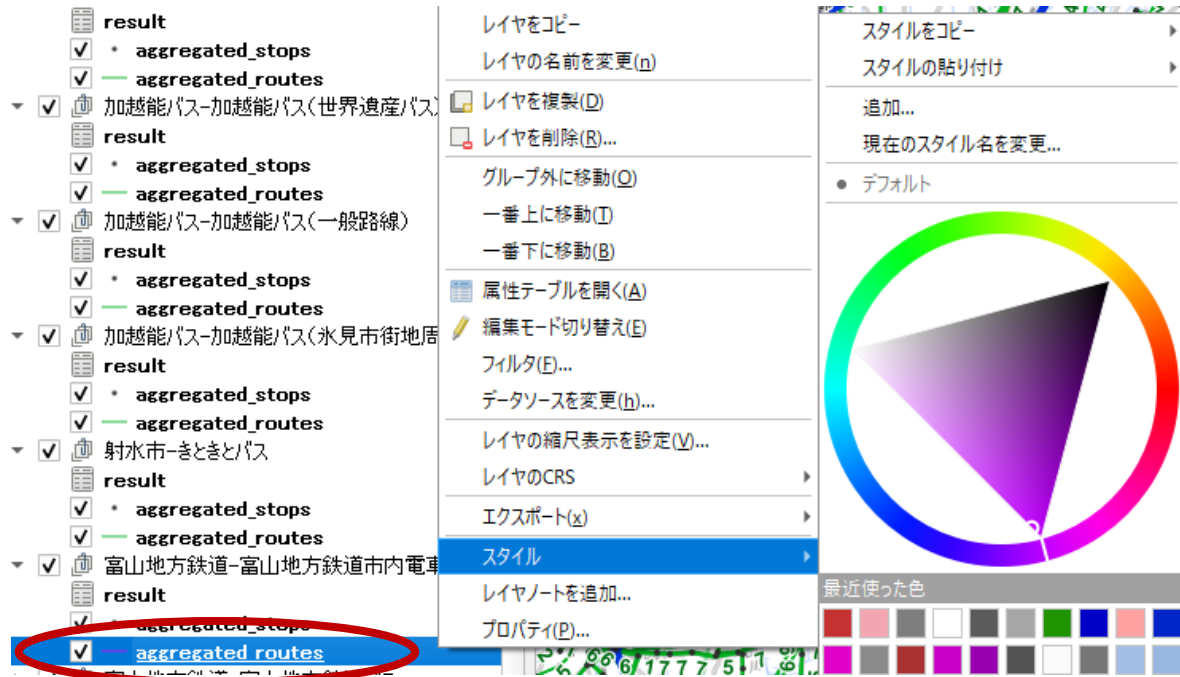 result
aggregated_stops
aggregated_routes
加越能バス-加越能バス(世界遺産バス)
result
aggregated_stops
aggregated_routes
加越能バス-加越能バス(一般路線)
result
aggregated_stops
aggregated_routes
加越能バス-加越能バス(氷見市街地周
result
aggregated_stops
aggregated_routes
射水市-きときとバス
result
aggregated_stops
aggregated_routes
富山地方鉄道-富山地方鉄道市内電車
result
aggregated_stops
aggregated_routes
レイヤをコピー
レイヤの名前を変更(n)
レイヤを複製(D)
レイヤを削除(R)...
グループ外に移動(O)
一番上に移動(T)
一番下に移動(B)
属性テーブルを開く(A)
編集モード切り替え(E)
フィルタ(F)...
データソースを変更(h)...
レイヤの縮尺表示を設定(V)...
レイヤのCRS
エクスポート(x)
スタイル
レイヤノートを追加...
プロパティ(P)...
スタイルをコピー
スタイルの貼り付け
追加...
現在のスタイル名を変更...
デフォルト
最近使った色